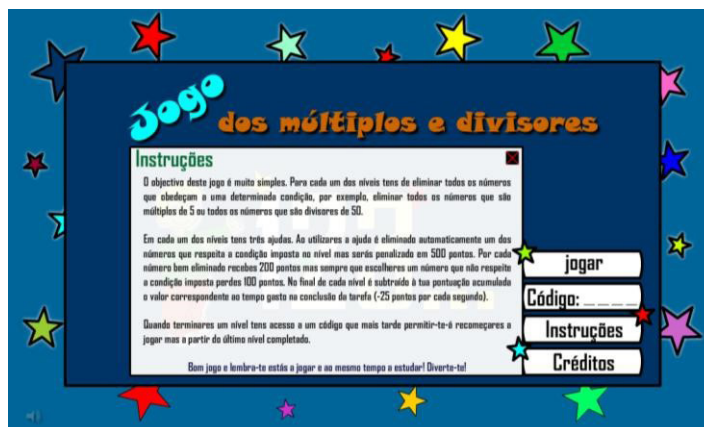 Jogo
dos múltiplos e divisores
Instruções
O objectivo deste jogo é muito simples. Para cada um dos níveis tens de eliminar todos os números
que obedeçam a uma determinada condição, por exemplo, eliminar todos os números que são
múltiplos de 5 ou todos os números que são divisores de 50.
Em cada um dos níveis tens três ajudas. Ao utilizares a ajuda é eliminado automaticamente um dos
números que respeita a condição imposta no nível mas serás penalizado em 500 pontos. Por cada
número bem eliminado recebes 200 pontos mas sempre que escolheres um número que não respeite
a condição imposta perdes 100 pontos. No final de cada nível é subtraído à tua pontuação acumulada
o valor correspondente ao tempo gasto na conclusão da tarefa (-25 pontos por cada segundo).
Quando terminares um nível tens acesso a um código que mais tarde permitir-te-á recomeçares a
jogar mas a partir do último nível completado.
Bom jogo e lembra-te estás a jogar e ao mesmo tempo a estudar! Diverte-te!
jogar
Código: _ _ _ _ _
Instruções
Créditos